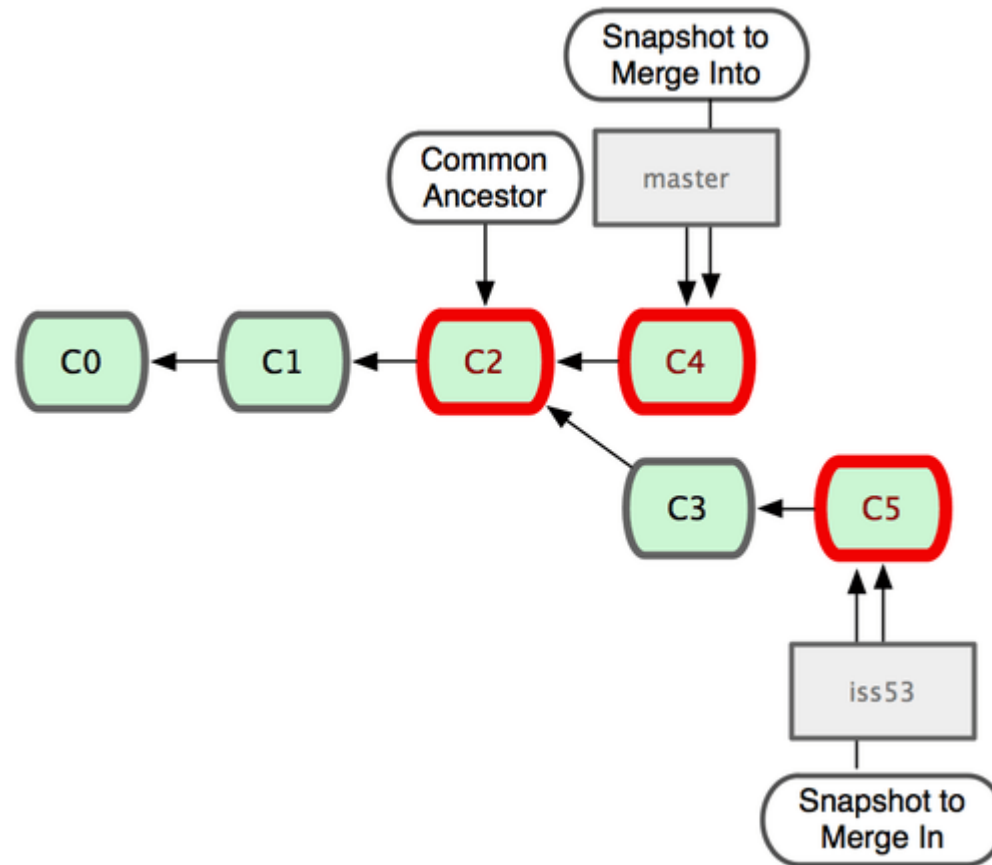 Snapshot to
Merge Into
Common
Ancestor
master
C0
C1
C2
C4
C3
C5
iss53
Snapshot to
Merge In